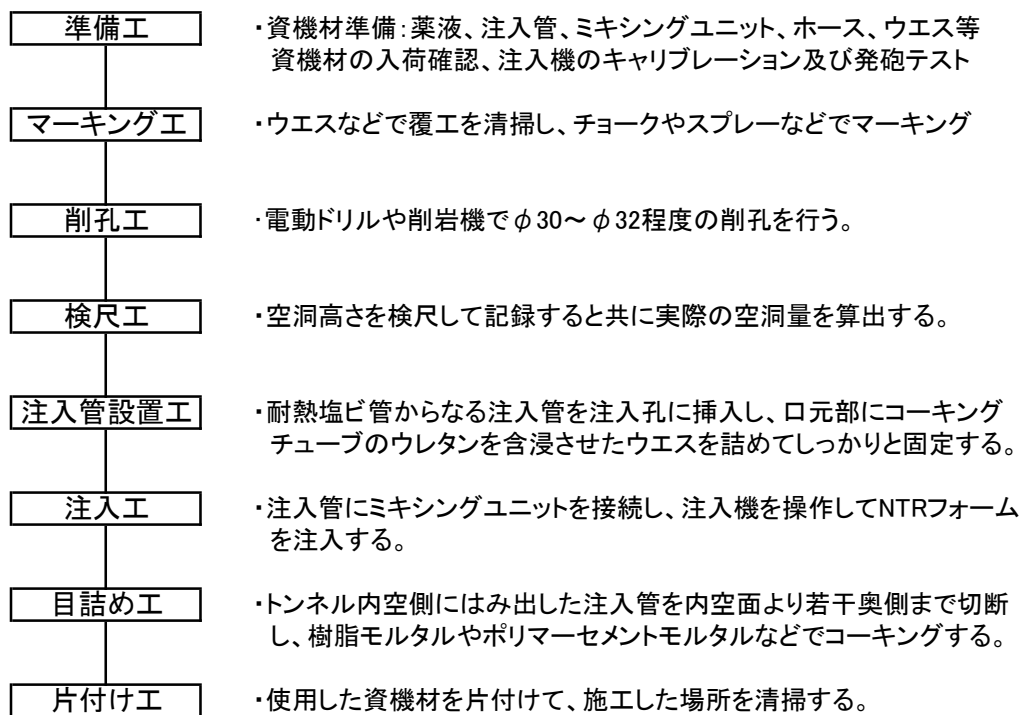 準備工
・資機材準備：薬液、注入管、ミキシングユニット、ホース、ウエス等
資機材の入荷確認、注入機のキャリブレーション及び発砲テスト
マーキング工
・ウエスなどで覆工を清掃し、チョークやスプレーなどでマーキング
削孔工
・電動ドリルや削岩機でφ30～φ32程度の削孔を行う。
検尺工
・空洞高さを検尺して記録すると共に実際の空洞量を算出する。
注入管設置工
・耐熱塩ビ管からなる注入管を注入孔に挿入し、口元部にコーキング
チューブのウレタンを含浸させたウエスを詰めてしっかりと固定する。
注入工
・注入管にミキシングユニットを接続し、注入機を操作してNTRフォーム
を注入する。
目詰め工
・トンネル内空側にはみ出した注入管を内空面より若干奥側まで切断
し、樹脂モルタルやポリマーセメントモルタルなどでコーキングする。
片付け工
・使用した資機材を片付けて、施工した場所を清掃する。